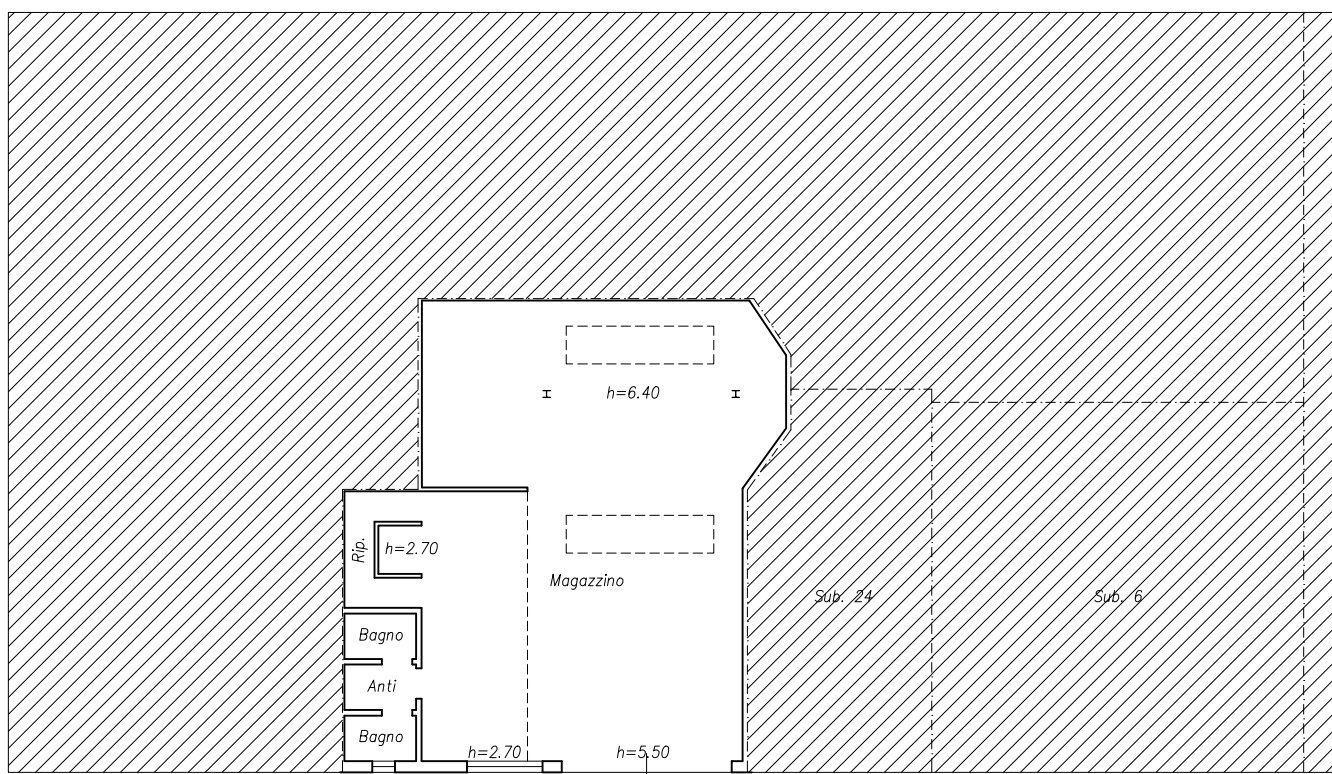 h=6.40
Rip.
h=2.70
Magazzino
Sub. 24
Sub. 6
Bagno
Anti
Bagno
h=2.70
h=5.50